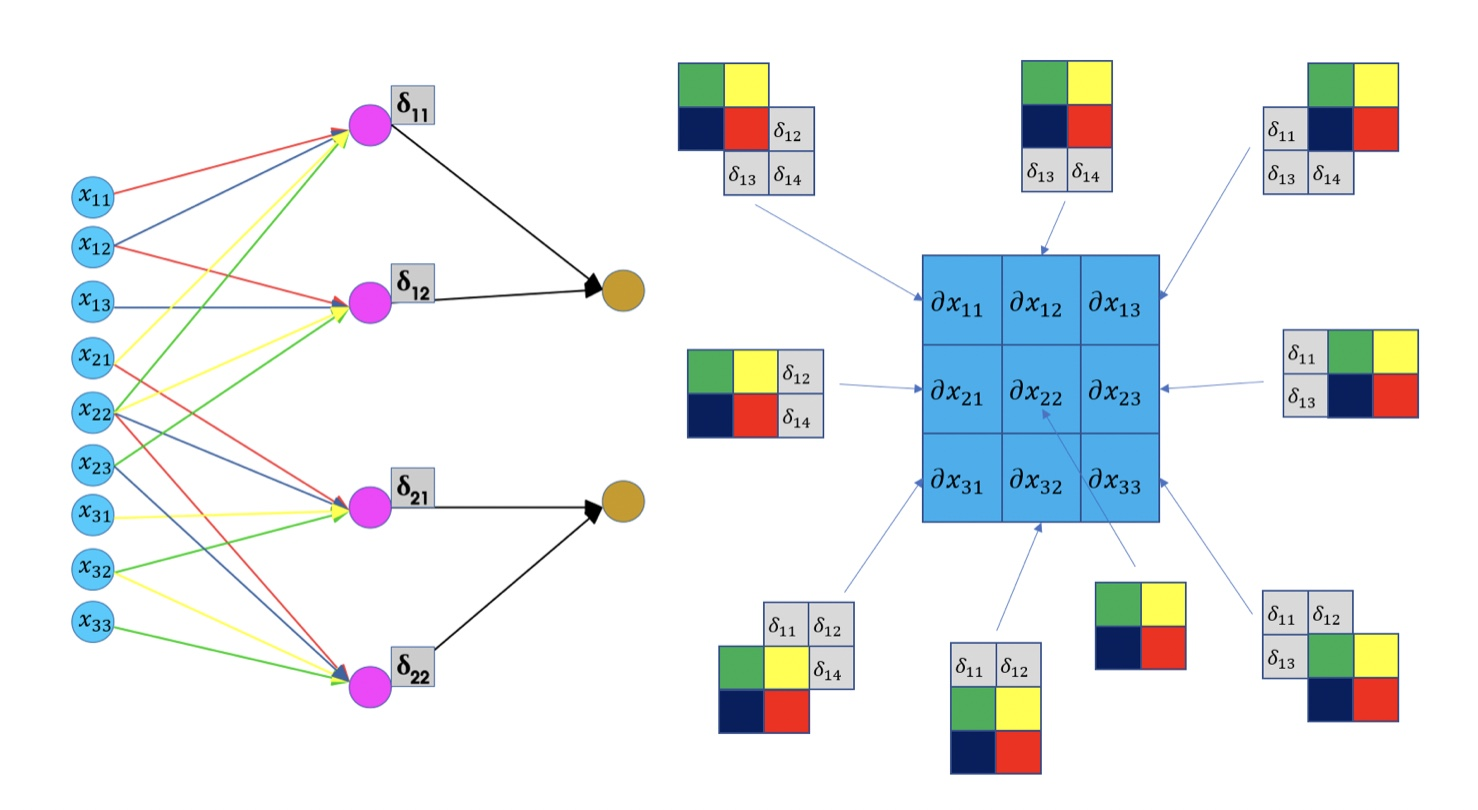 δ₁₁
x₁₁
x₁₂
δ₁₂
x₁₃
x₂₁
x₂₂
x₂₃
δ₂₁
x₃₁
x₃₂
x₃₃
δ₂₂
δ₁₂
δ₁₃ δ₁₄
δ₁₃ δ₁₄
δ₁₁
δ₁₃ δ₁₄
∂x₁₁ ∂x₁₂ ∂x₁₃
∂x₂₁ ∂x₂₂ ∂x₂₃
∂x₃₁ ∂x₃₂ ∂x₃₃
δ₁₂
δ₁₄
δ₁₁
δ₁₃
δ₁₁ δ₁₂
δ₁₄
δ₁₁ δ₁₂
δ₁₁ δ₁₂
δ₁₃